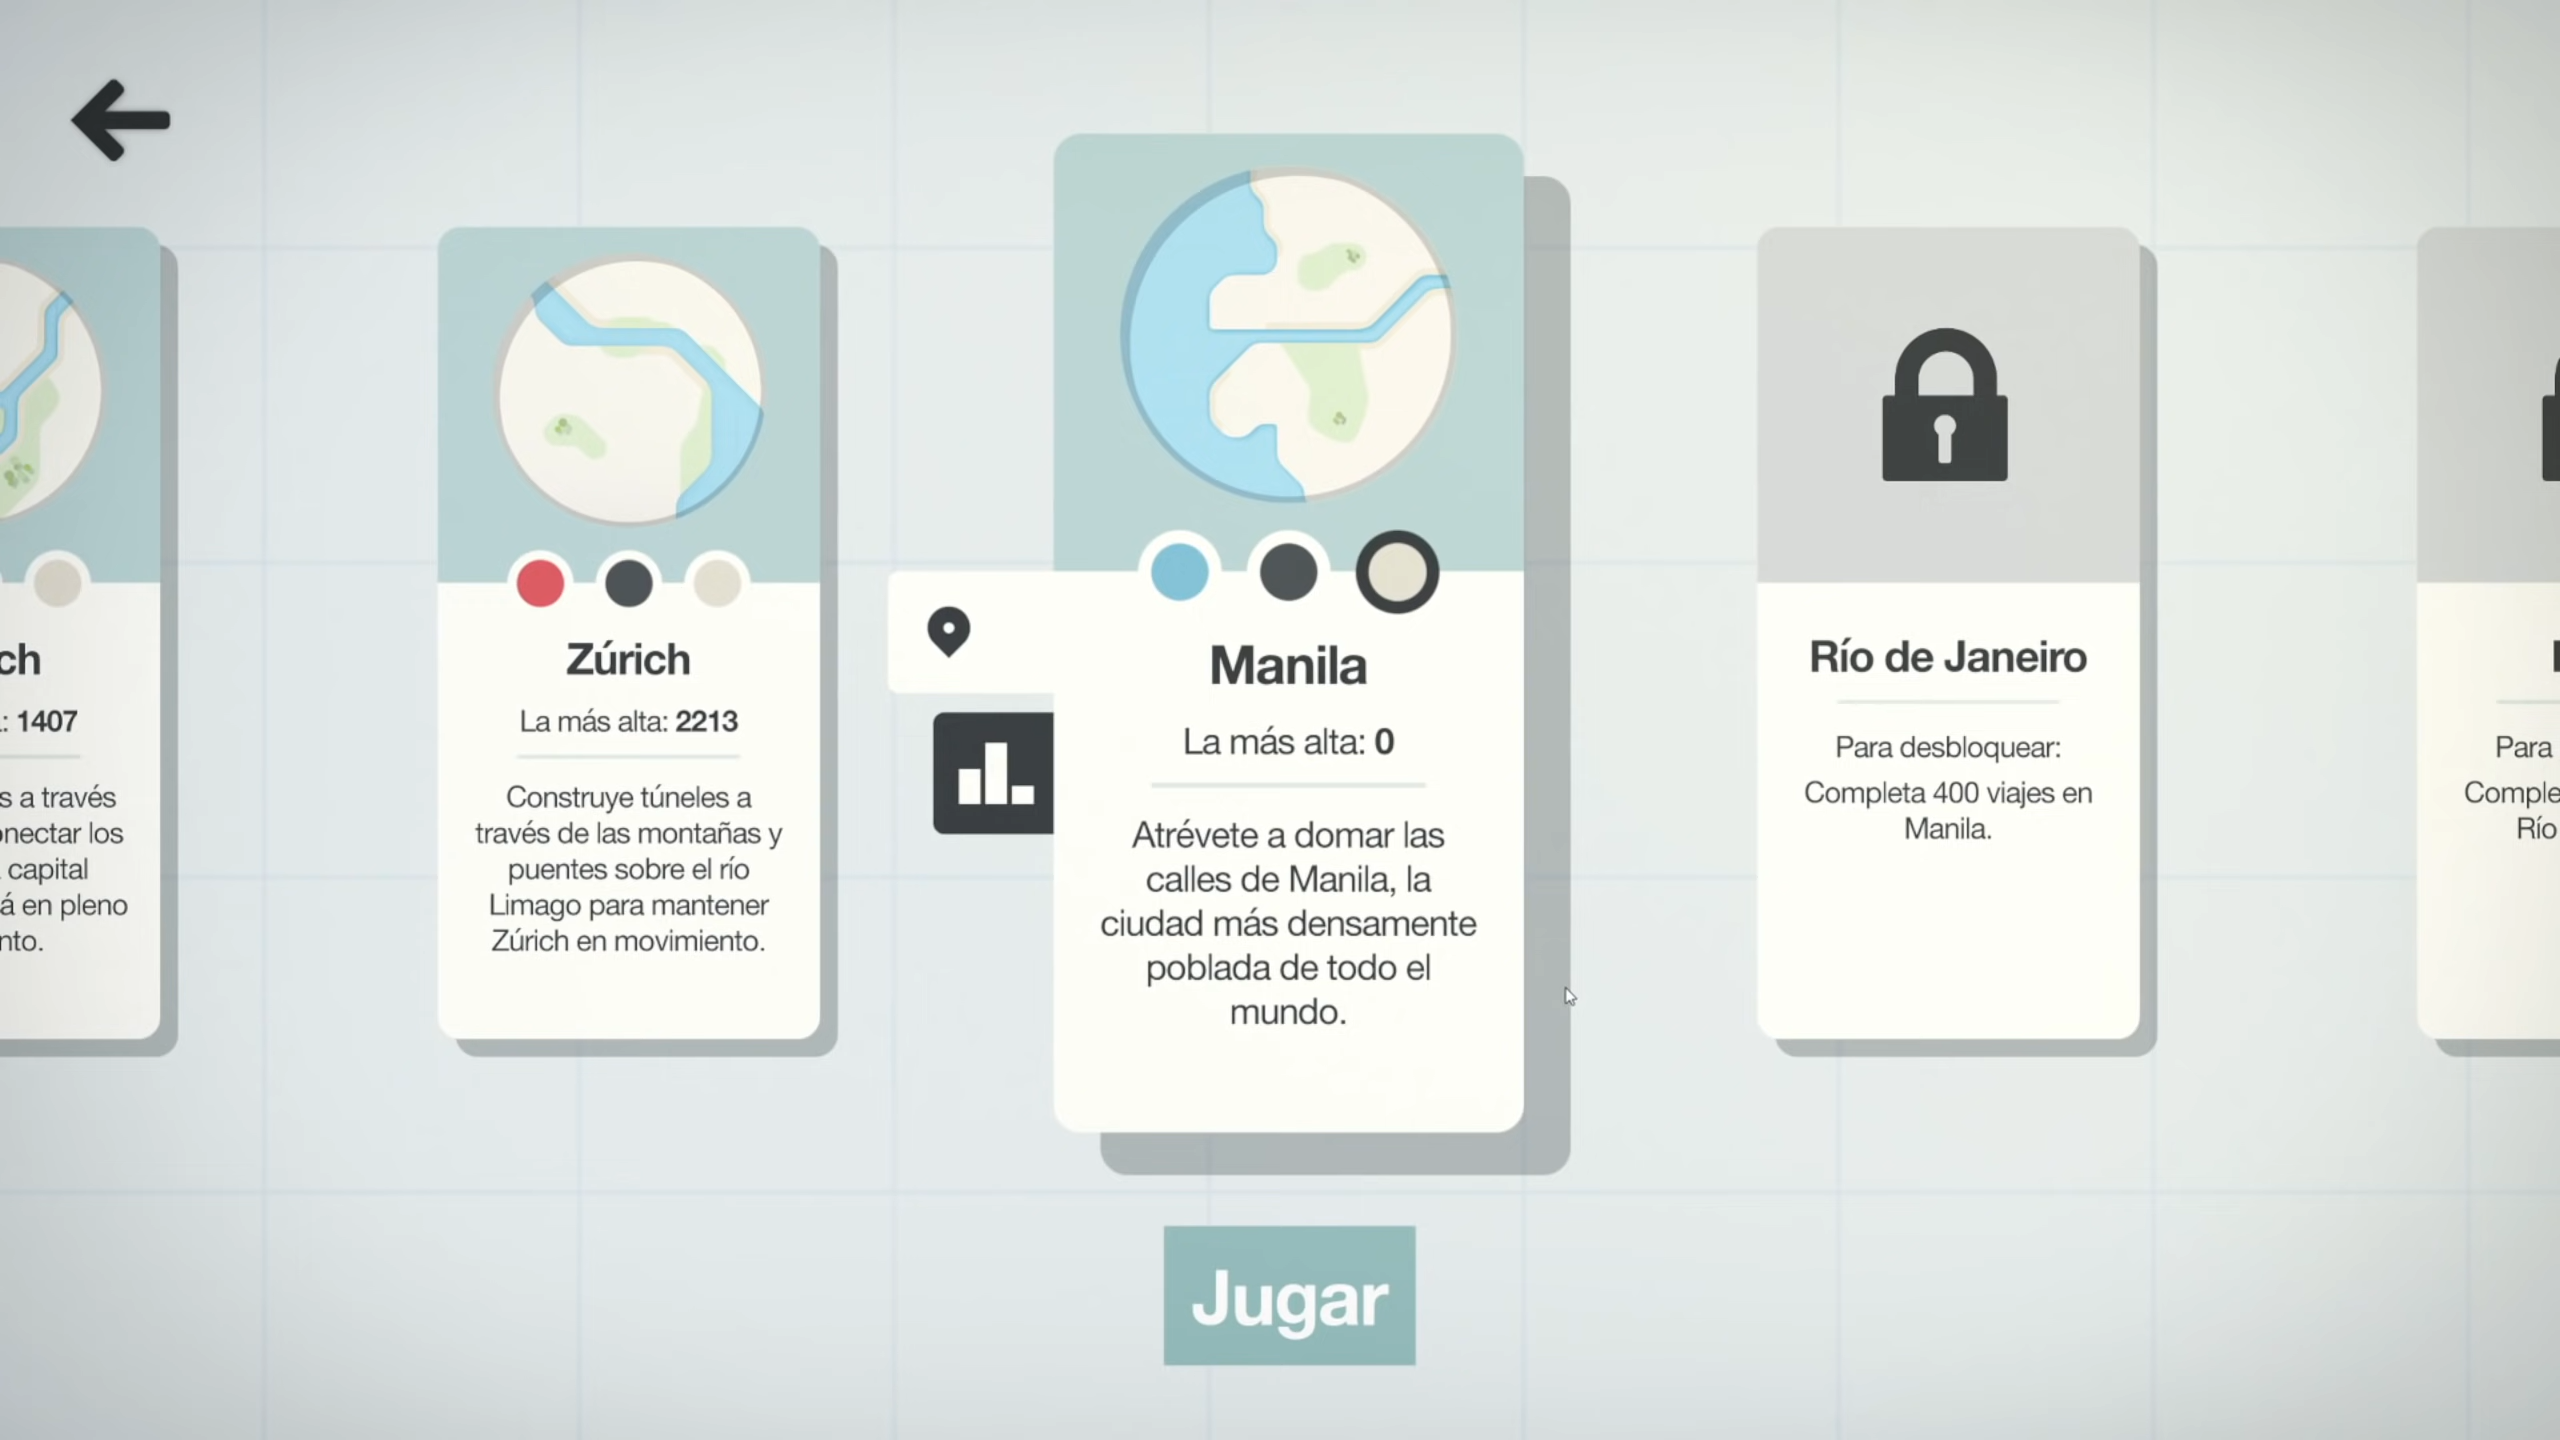 ch
: 1407
s a través
onectar los
capital
á en pleno
nto.
Zúrich
La más alta: 2213
Construye túneles a
través de las montañas y
puentes sobre el río
Limago para mantener
Zúrich en movimiento.
Manila
La más alta: 0
Atrévete a domar las
calles de Manila, la
ciudad más densamente
poblada de todo el
mundo.
Río de Janeiro
Para desbloquear:
Completa 400 viajes en
Manila.
Para
Comple
Río
Jugar